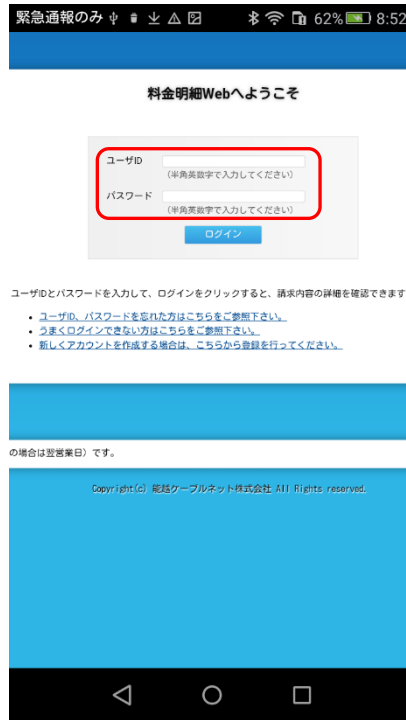 緊急通報のみ 62% 8:52
料金明細Webへようこそ
ユーザID
(半角英数字で入力してください)
パスワード
(半角英数字で入力してください)
ログイン
ユーザIDとパスワードを入力して、ログインをクリックすると、請求内容の詳細を確認できます
• ユーザID、パスワードを忘れた方はこちらをご参照下さい。
• うまくログインできない方はこちらをご参照下さい。
• 新しくアカウントを作成する場合は、こちらから登録を行ってください。
の場合は翌営業日）です。
Copyright(c) 能越ケーブルネット株式会社 All Rights reserved.